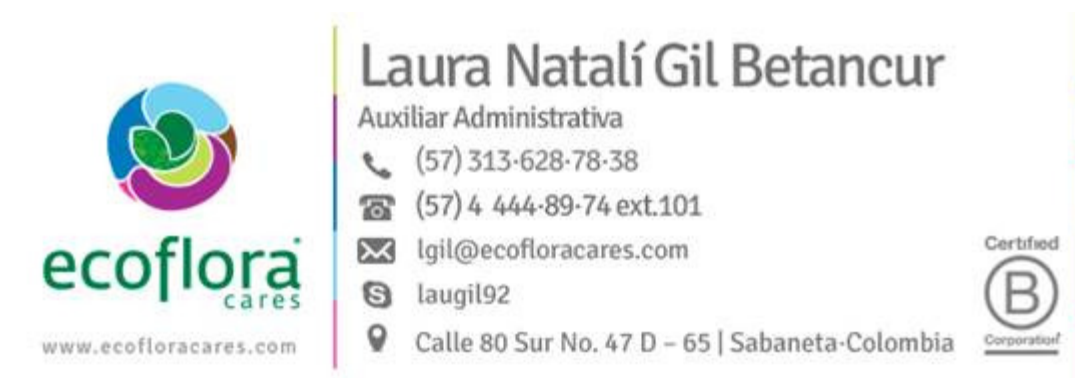 ecoflora
cares
www.ecofloracares.com
Laura Natalí Gil Betancur
Auxiliar Administrativa
(57) 313-628-78-38
(57) 4 444-89-74 ext.101
lgil@ecofloracares.com
laugil92
Calle 80 Sur No. 47 D – 65 | Sabaneta-Colombia
Certified
B
Corporation